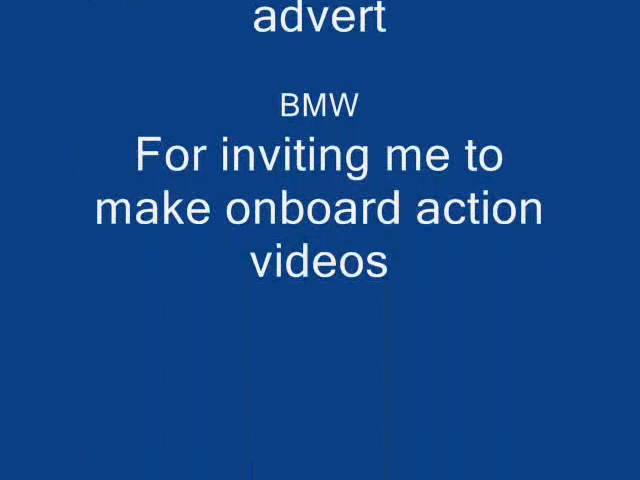 advert
BMW
For inviting me to
make onboard action
videos